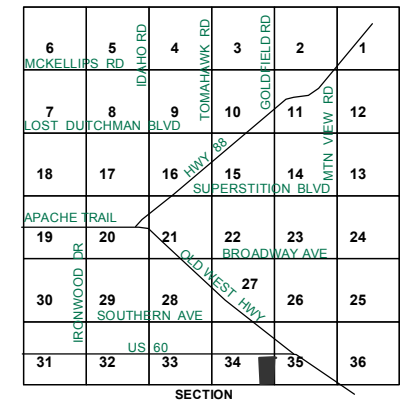 6 5 4 3 2 1
MCKELLIPS RD
IDAHO RD
TOMAHAWK RD
GOLDFIELD RD
7 8 9 10 11 12
LOST DUTCHMAN BLVD
MTN VIEW RD
HWY 88
18 17 16 15 14 13
SUPERSTITION BLVD
APACHE TRAIL
19 20 21 22 23 24
BROADWAY AVE
OLD WEST HWY
IRONWOOD DR
30 29 28 27 26 25
SOUTHERN AVE
US 60
31 32 33 34 35 36
SECTION